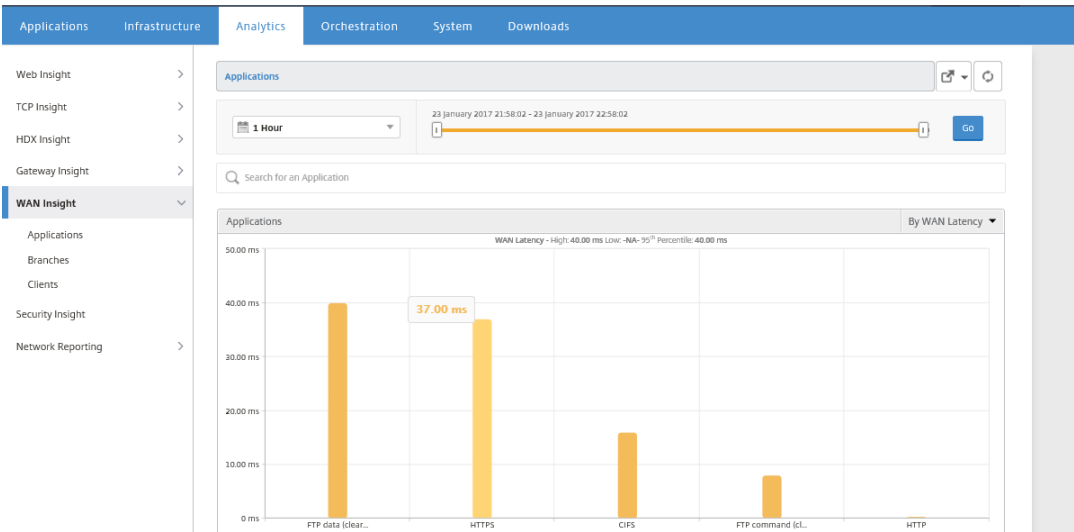 Applications Infrastructure Analytics Orchestration System Downloads
Web Insight
TCP Insight
HDX Insight
Gateway Insight
WAN Insight
Applications
Branches
Clients
Security Insight
Network Reporting
Applications
1 Hour
23 January 2017 21:58:02 - 23 January 2017 22:58:02
Go
Search for an Application
Applications
By WAN Latency
WAN Latency - High: 40.00 ms Low: -NA- 95th Percentile: 40.00 ms
50.00 ms
40.00 ms
37.00 ms
30.00 ms
20.00 ms
10.00 ms
0 ms
FTP data (clear... HTTPS CIFS FTP command (cl... HTTP